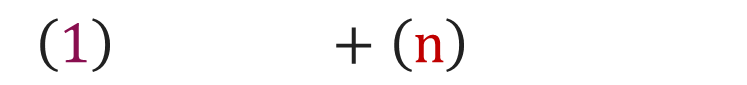 (1) + (n)